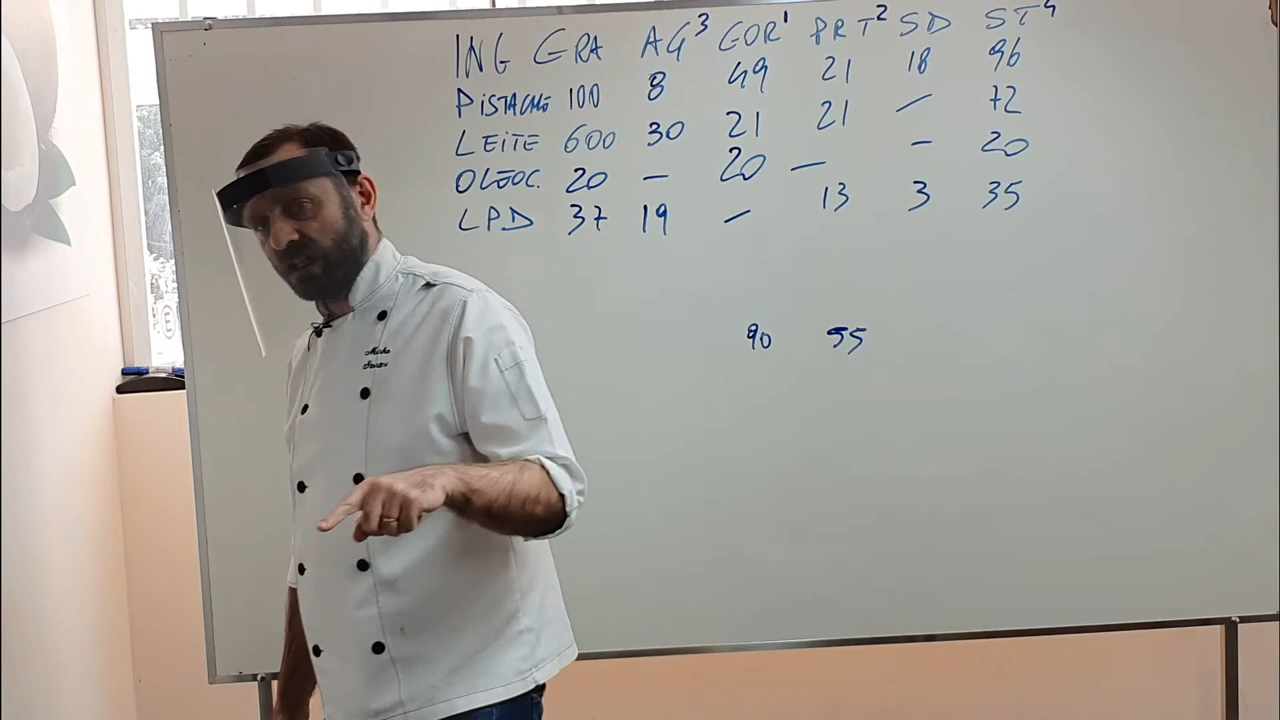 ING GRA AG³ GOR¹ PRT² SD ST⁴
PISTACHE 100 8 49 21 18 96
LEITE 600 30 21 21 — 72
OLEOC. 20 — 20 — — 20
LPD 37 19 — 13 3 35
90 55
E